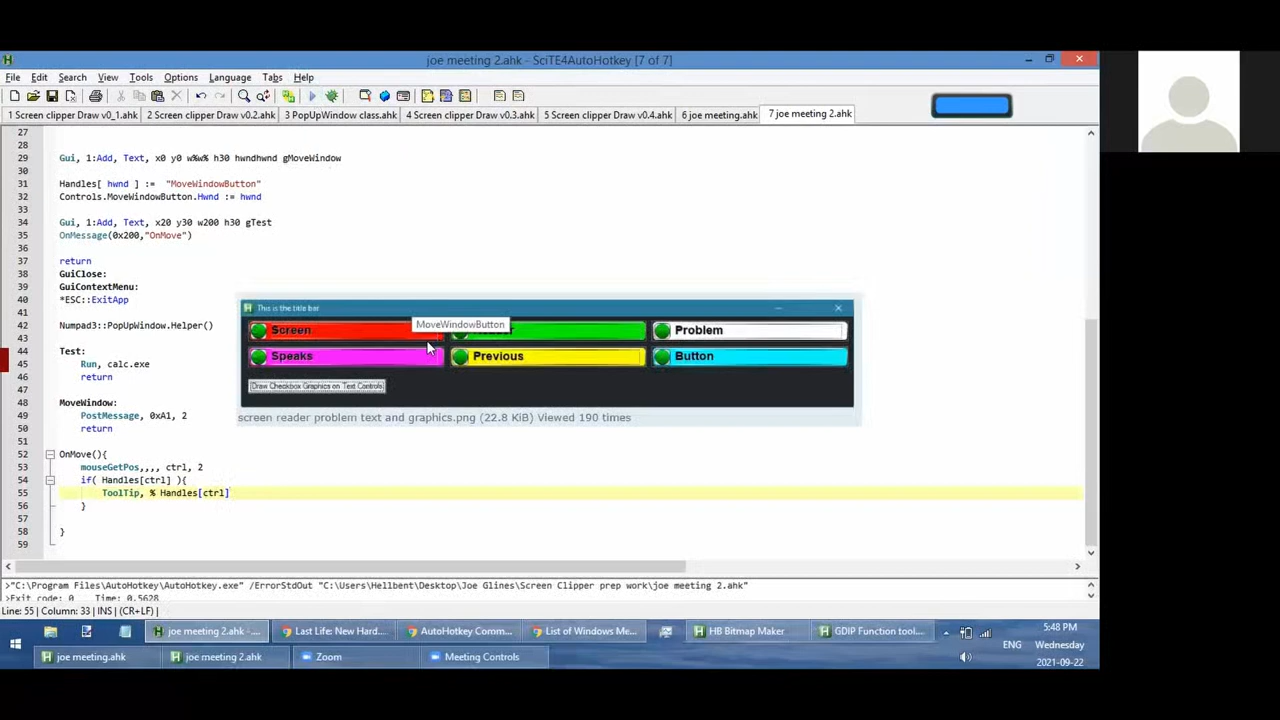 joe meeting 2.ahk - SciTE4AutoHotkey [7 of 7]
File Edit Search View Tools Options Language Tabs Help
1 Screen clipper Draw v0_1.ahk 2 Screen clipper Draw v0.2.ahk 3 PopUpWindow class.ahk 4 Screen clipper Draw v0.3.ahk 5 Screen clipper Draw v0.4.ahk 6 joe meeting.ahk 7 joe meeting 2.ahk
27
28
29 Gui, 1:Add, Text, x0 y0 w%w% h30 hwndhwnd gMoveWindow
30
31 Handles[ hwnd ] := "MoveWindowButton"
32 Controls.MoveWindowButton.Hwnd := hwnd
33
34 Gui, 1:Add, Text, x20 y30 w200 h30 gTest
35 OnMessage(0x200,"OnMove")
36
37 return
38 GuiClose:
39 GuiContextMenu:
40 *ESC::ExitApp
41
42 Numpad3::PopUpWindow.Helper()
43
44 Test:
45 Run, calc.exe
46 return
47
48 MoveWindow:
49 PostMessage, 0xA1, 2
50 return
51
52 OnMove(){
53 mouseGetPos,,,, ctrl, 2
54 if( Handles[ctrl] ){
55 ToolTip, % Handles[ctrl]
56 }
57
58 }
59
This is the title bar
MoveWindowButton
Screen Problem
Speaks Previous Button
Draw Checkbox Graphics on Text Controls
screen reader problem text and graphics.png (22.8 KiB) Viewed 190 times
>"C:\Program Files\AutoHotkey\AutoHotkey.exe" /ErrorStdOut "C:\Users\Hellbent\Desktop\Joe Glines\Screen Clipper prep work\joe meeting 2.ahk"
>Exit code: 0 Time: 0.5628
Line: 55 | Column: 33 | INS | (CR+LF) |
joe meeting 2.ahk -... Last Life: New Hard... AutoHotkey Comm... List of Windows Me... HB Bitmap Maker GDIP Function tool...
joe meeting.ahk joe meeting 2.ahk Zoom Meeting Controls
ENG
5:48 PM
Wednesday
2021-09-22